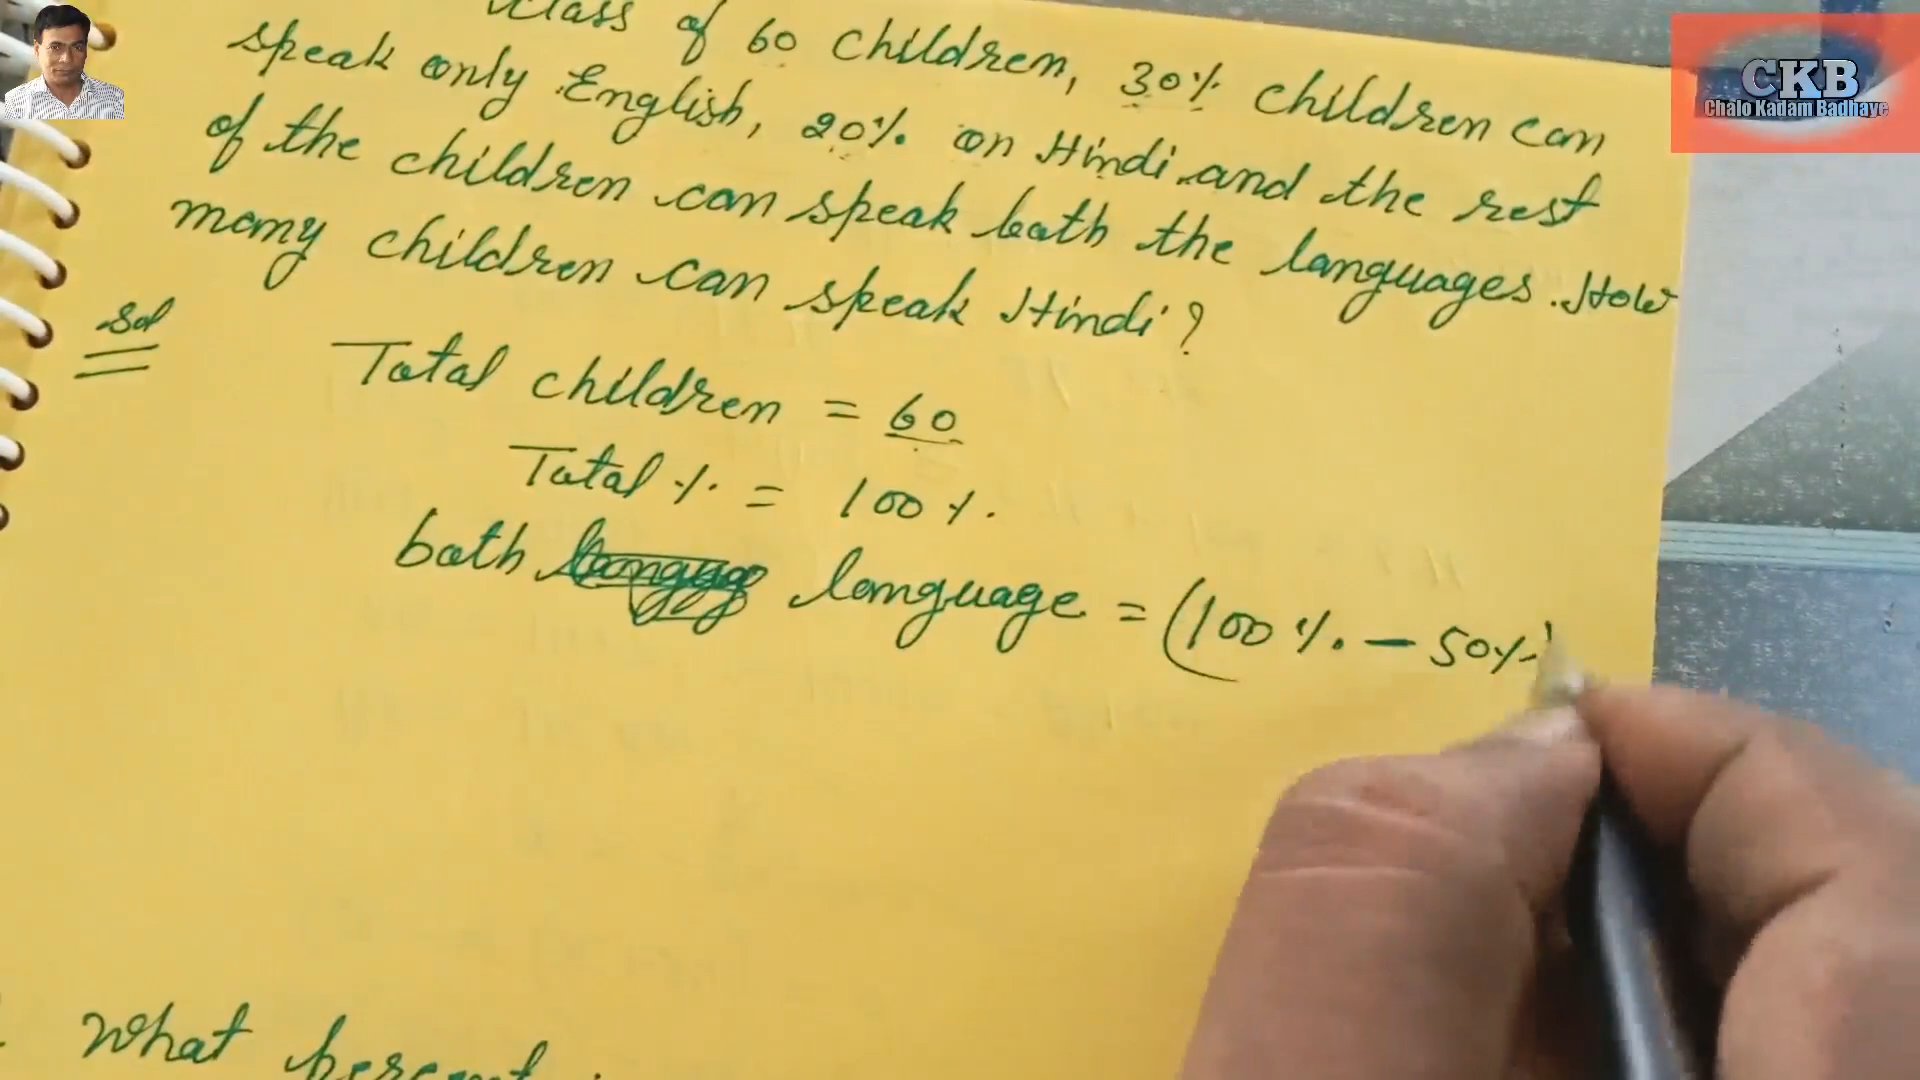 class of 60 children, 30% children can
speak only English, 20% on Hindi and the rest
of the children can speak both the languages. How
many children can speak Hindi?
Sol
Total children = 60
Total % = 100%.
both language = (100% - 50%)
What percent
CKB
Chalo Kadam Badhaye